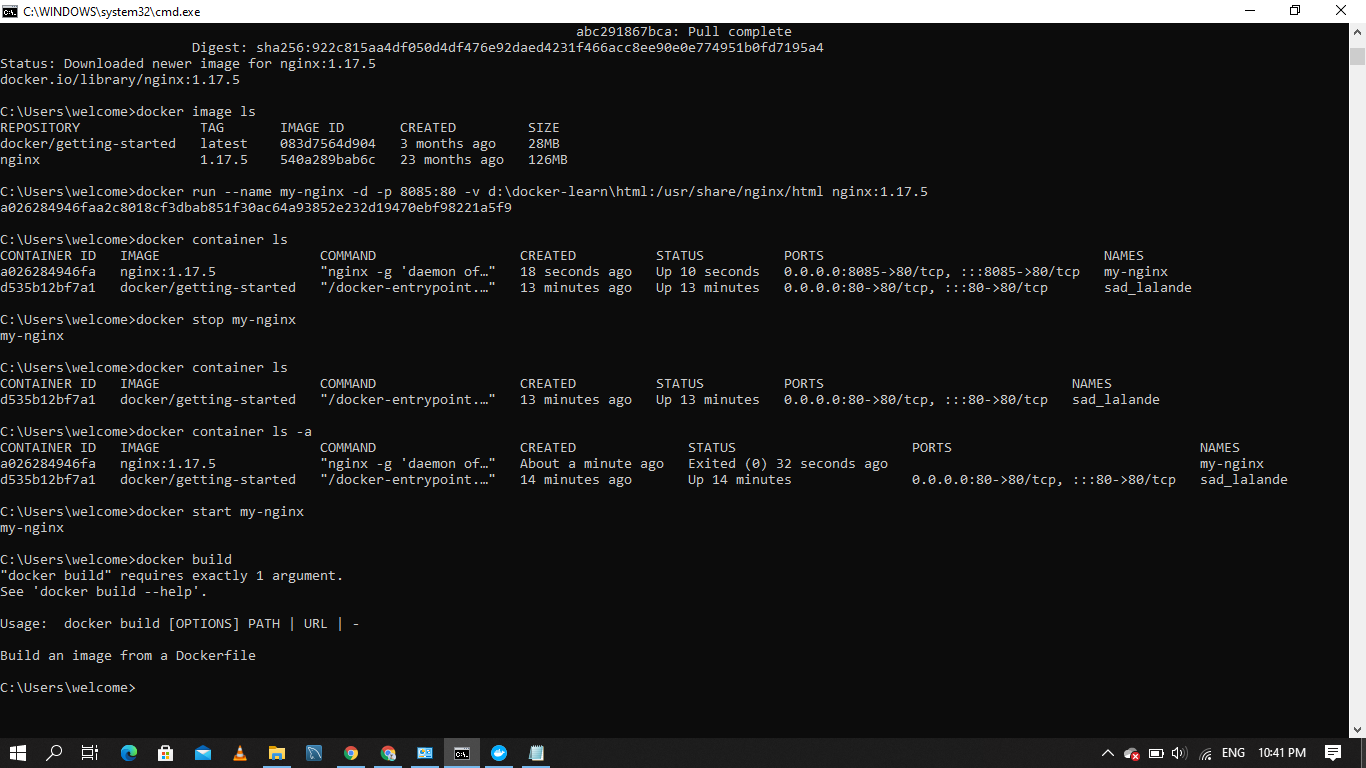 C:\WINDOWS\system32\cmd.exe
abc291867bca: Pull complete
Digest: sha256:922c815aa4df050d4df476e92daed4231f466acc8ee90e0e774951b0fd7195a4
Status: Downloaded newer image for nginx:1.17.5
docker.io/library/nginx:1.17.5
C:\Users\welcome>docker image ls
REPOSITORY TAG IMAGE ID CREATED SIZE
docker/getting-started latest 083d7564d904 3 months ago 28MB
nginx 1.17.5 540a289bab6c 23 months ago 126MB
C:\Users\welcome>docker run --name my-nginx -d -p 8085:80 -v d:\docker-learn\html:/usr/share/nginx/html nginx:1.17.5
a026284946faa2c8018cf3dbab851f30ac64a93852e232d19470ebf98221a5f9
C:\Users\welcome>docker container ls
CONTAINER ID IMAGE COMMAND CREATED STATUS PORTS NAMES
a026284946fa nginx:1.17.5 "nginx -g 'daemon of…" 18 seconds ago Up 10 seconds 0.0.0.0:8085->80/tcp, :::8085->80/tcp my-nginx
d535b12bf7a1 docker/getting-started "/docker-entrypoint.…" 13 minutes ago Up 13 minutes 0.0.0.0:80->80/tcp, :::80->80/tcp sad_lalande
C:\Users\welcome>docker stop my-nginx
my-nginx
C:\Users\welcome>docker container ls
CONTAINER ID IMAGE COMMAND CREATED STATUS PORTS NAMES
d535b12bf7a1 docker/getting-started "/docker-entrypoint.…" 13 minutes ago Up 13 minutes 0.0.0.0:80->80/tcp, :::80->80/tcp sad_lalande
C:\Users\welcome>docker container ls -a
CONTAINER ID IMAGE COMMAND CREATED STATUS PORTS NAMES
a026284946fa nginx:1.17.5 "nginx -g 'daemon of…" About a minute ago Exited (0) 32 seconds ago my-nginx
d535b12bf7a1 docker/getting-started "/docker-entrypoint.…" 14 minutes ago Up 14 minutes 0.0.0.0:80->80/tcp, :::80->80/tcp sad_lalande
C:\Users\welcome>docker start my-nginx
my-nginx
C:\Users\welcome>docker build
"docker build" requires exactly 1 argument.
See 'docker build --help'.
Usage:  docker build [OPTIONS] PATH | URL | -
Build an image from a Dockerfile
C:\Users\welcome>
ENG 10:41 PM